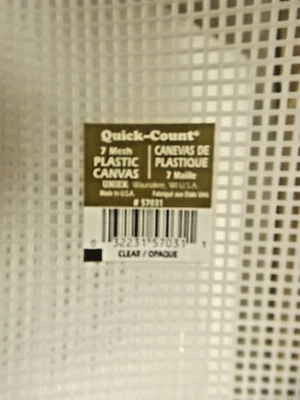 Quick-Count®
7 Mesh
PLASTIC
CANVAS
CANEVAS DE
PLASTIQUE
7 Maille
UNIEK, Waunakee, WI U.S.A.
Made in U.S.A.
Fabriqué aux États Unis
# 57031
0 32231 57031 1
CLEAR / OPAQUE